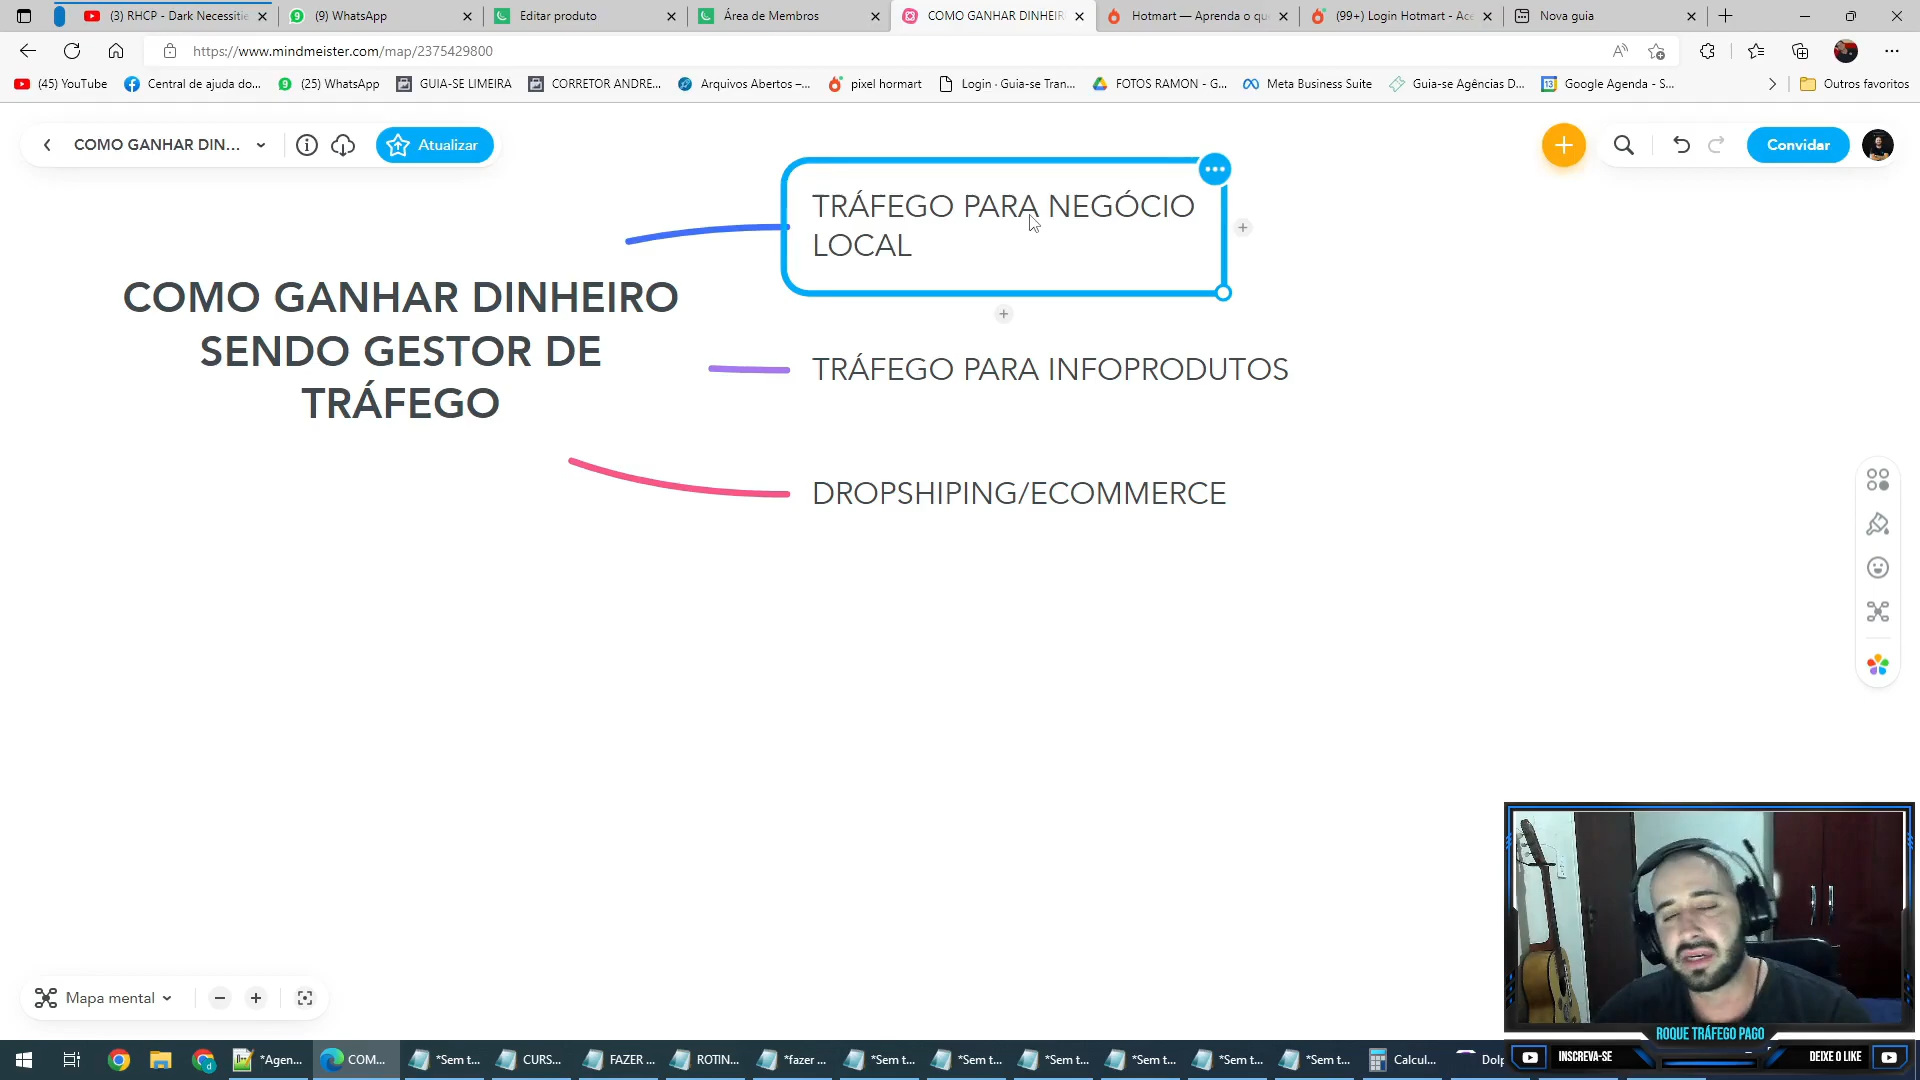 (3) RHCP - Dark Necessitie
(9) WhatsApp
Editar produto
Área de Membros
COMO GANHAR DINHEIR
Hotmart — Aprenda o que
(99+) Login Hotmart - Ace
Nova guia
https://www.mindmeister.com/map/2375429800
(45) YouTube
Central de ajuda do...
(25) WhatsApp
GUIA-SE LIMEIRA
CORRETOR ANDRE...
Arquivos Abertos –...
pixel hormart
Login · Guia-se Tran...
FOTOS RAMON - G...
Meta Business Suite
Guia-se Agências D...
Google Agenda - S...
Outros favoritos
COMO GANHAR DIN...
Atualizar
Convidar
TRÁFEGO PARA NEGÓCIO
LOCAL
COMO GANHAR DINHEIRO
SENDO GESTOR DE
TRÁFEGO
TRÁFEGO PARA INFOPRODUTOS
DROPSHIPING/ECOMMERCE
Mapa mental
ROQUE TRÁFEGO PAGO
INSCREVA-SE
DEIXE O LIKE
*Agen...
COM...
*Sem t...
CURS...
FAZER ...
ROTIN...
*fazer ...
*Sem t...
*Sem t...
*Sem t...
*Sem t...
*Sem t...
*Sem t...
Calcul...
Dolp